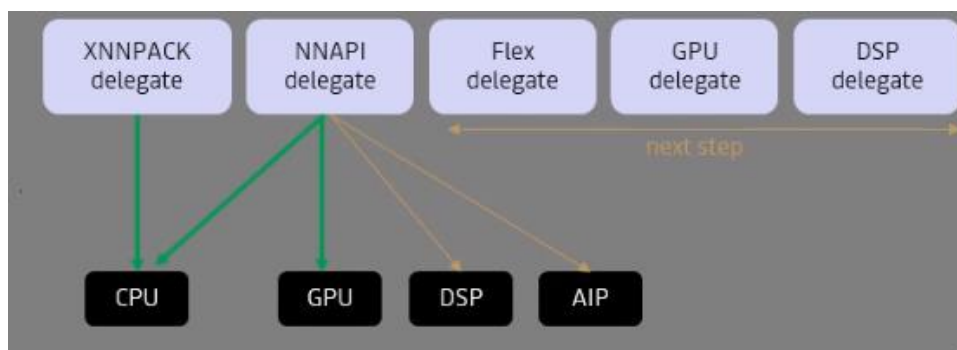 XNNPACK
delegate
NNAPI
delegate
Flex
delegate
GPU
delegate
DSP
delegate
next step
CPU
GPU
DSP
AIP